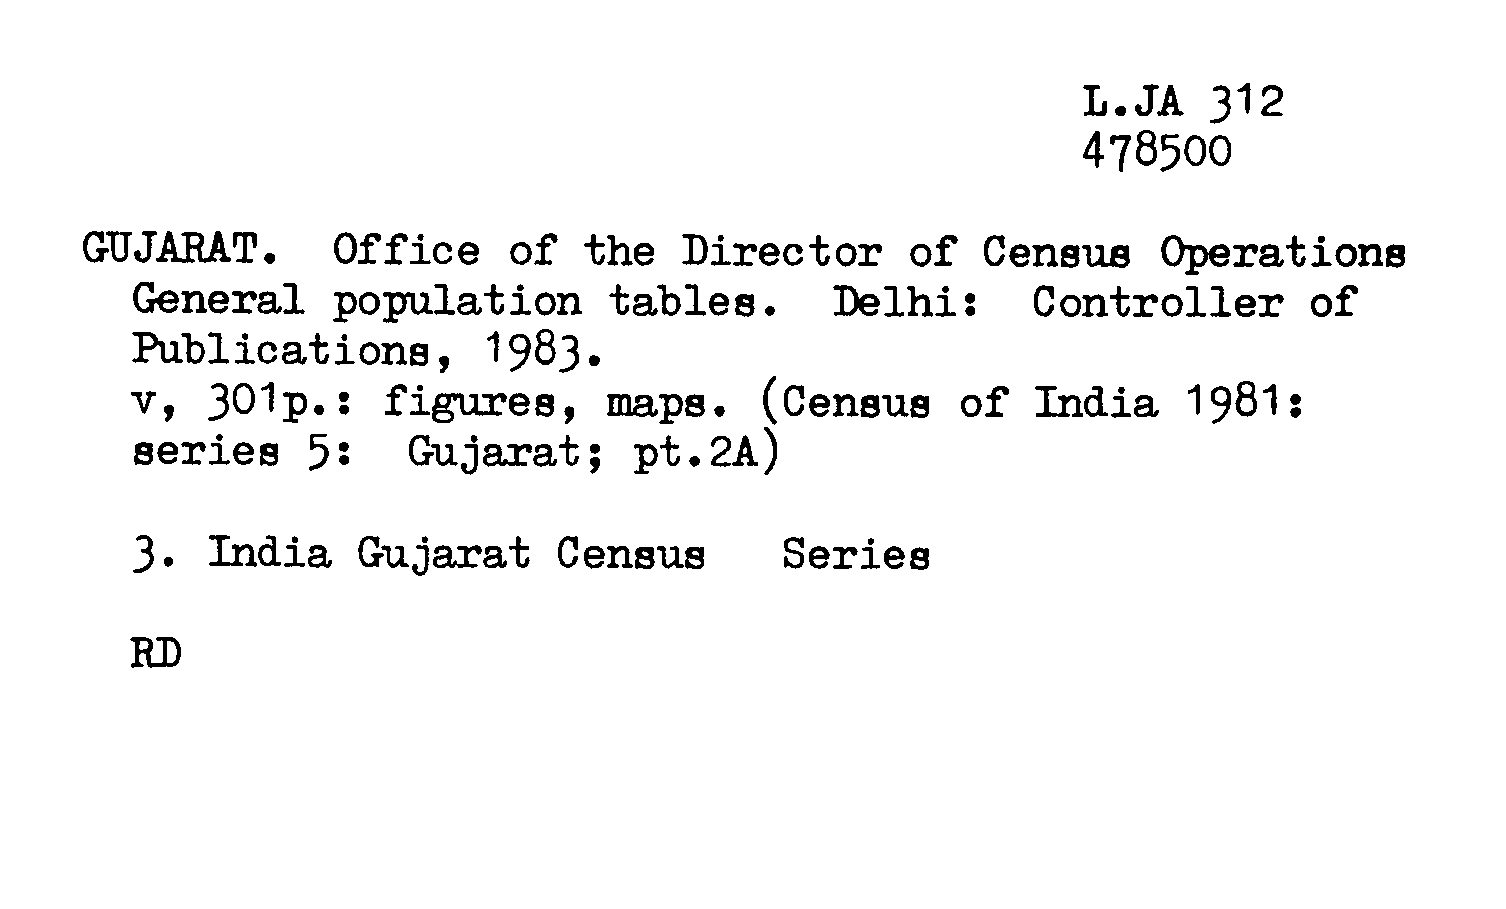 L.JA 312
478500
GUJARAT. Office of the Director of Census Operations
General population tables. Delhi: Controller of
Publications, 1983.
v, 301p.: figures, maps. (Census of India 1981:
series 5: Gujarat; pt.2A)
3. India Gujarat Census Series
RD